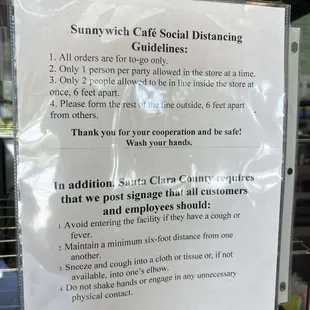 Sunnywich Café Social Distancing
Guidelines:
1. All orders are for to-go only.
2. Only 1 person per party allowed in the store at a time.
3. Only 2 people allowed to be in line inside the store at
once, 6 feet apart.
4. Please form the rest of the line outside, 6 feet apart
from others.
Thank you for your cooperation and be safe!
Wash your hands.
In addition, Santa Clara County requires
that we post signage that all customers
and employees should:
1 Avoid entering the facility if they have a cough or
fever.
2 Maintain a minimum six-foot distance from one
another.
3 Sneeze and cough into a cloth or tissue or, if not
available, into one's elbow.
4 Do not shake hands or engage in any unnecessary
physical contact.